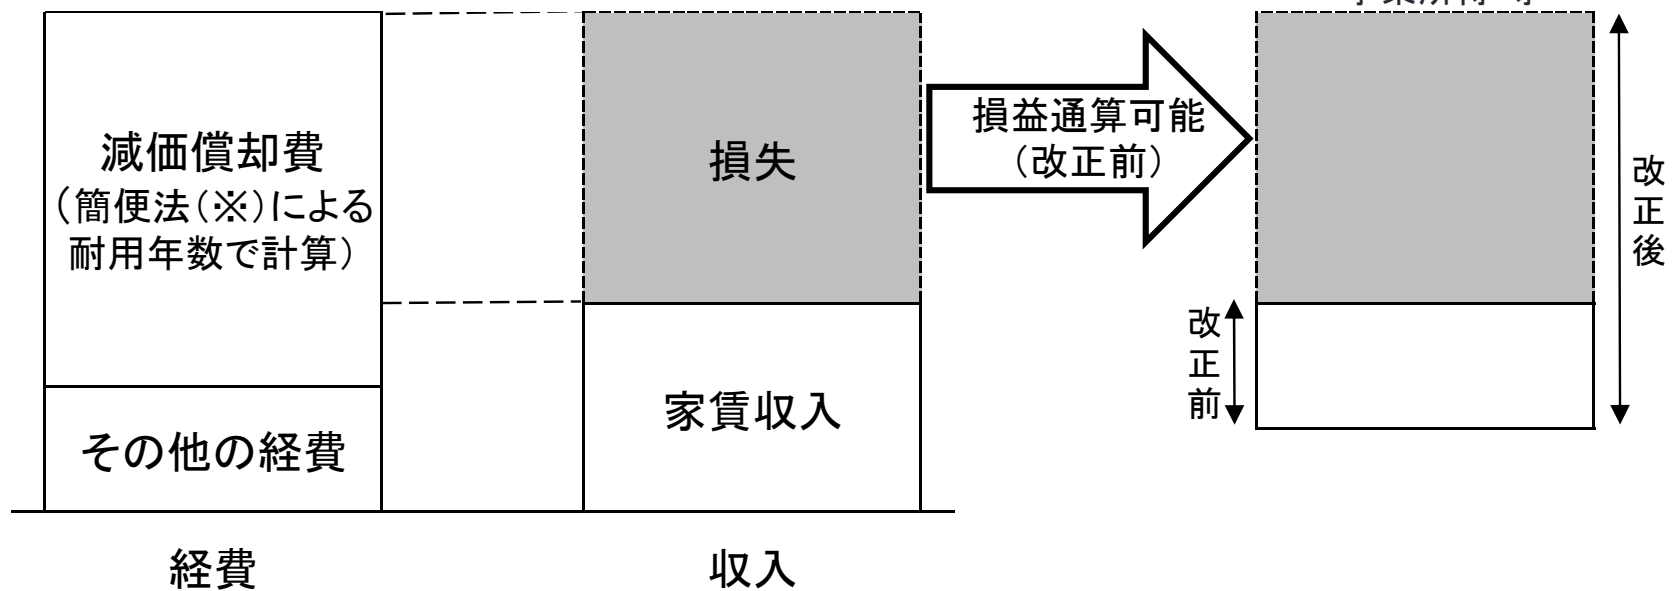 減価償却費
（簡便法（※）による
耐用年数で計算）
その他の経費
経費
損失
家賃収入
収入
損益通算可能
（改正前）
改正前
改正後